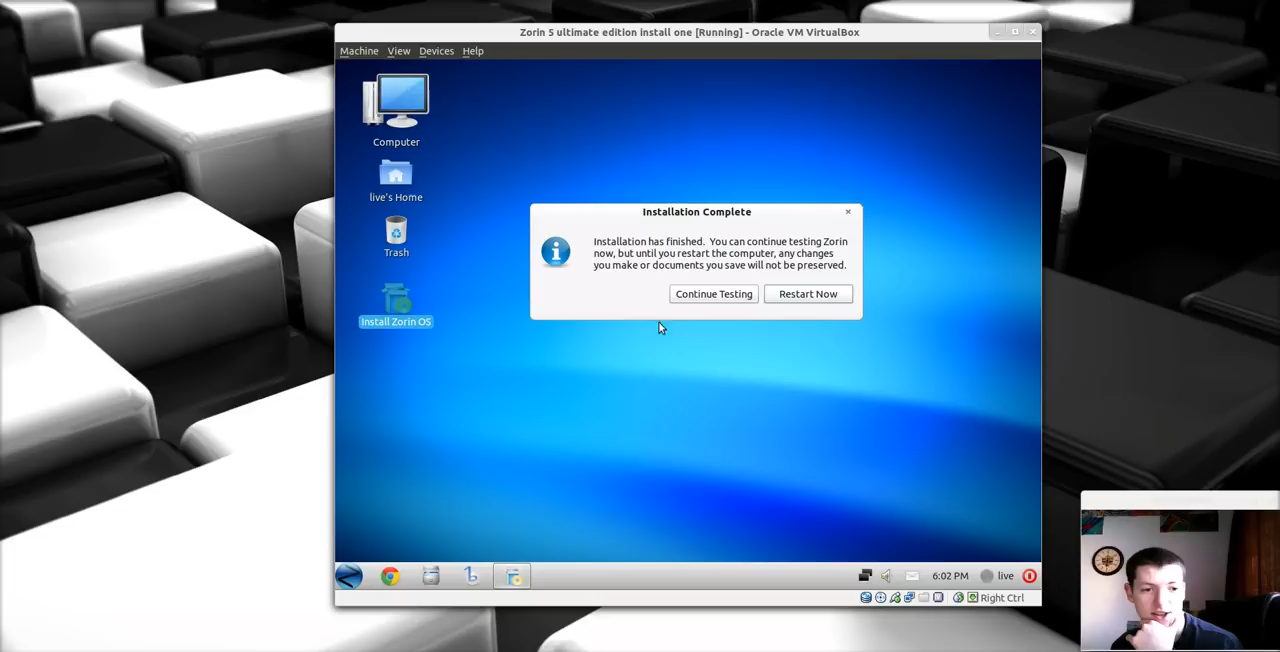 Zorin 5 ultimate edition install one [Running] - Oracle VM VirtualBox
Machine View Devices Help
Computer
live's Home
Trash
Install Zorin OS
Installation Complete
Installation has finished. You can continue testing Zorin
now, but until you restart the computer, any changes
you make or documents you save will not be preserved.
Continue Testing Restart Now
6:02 PM live
Right Ctrl